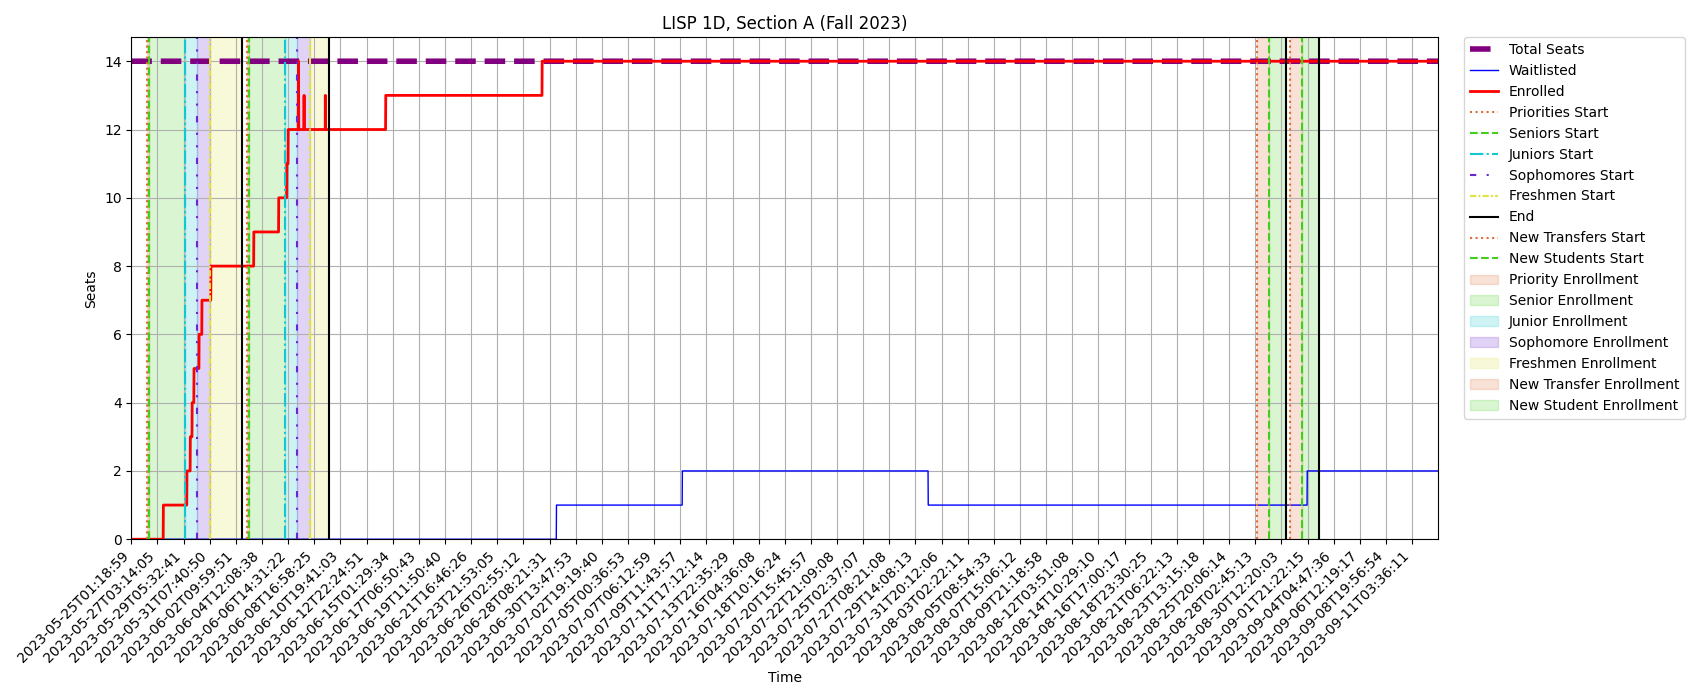 LISP 1D, Section A (Fall 2023)
Seats
14
12
10
8
6
4
2
0
2023-05-25T01:18:59
2023-05-27T03:14:05
2023-05-29T05:32:41
2023-05-31T07:40:50
2023-06-02T09:59:51
2023-06-04T12:08:38
2023-06-06T14:31:22
2023-06-08T16:58:25
2023-06-10T19:41:03
2023-06-12T22:24:51
2023-06-15T01:29:34
2023-06-17T06:50:43
2023-06-19T11:50:40
2023-06-21T16:46:26
2023-06-23T21:53:05
2023-06-26T02:55:12
2023-06-28T08:21:31
2023-06-30T13:47:53
2023-07-02T19:19:40
2023-07-05T00:36:53
2023-07-07T06:12:59
2023-07-09T11:43:57
2023-07-11T17:12:14
2023-07-13T22:35:29
2023-07-16T04:36:08
2023-07-18T10:16:24
2023-07-20T15:45:57
2023-07-22T21:09:08
2023-07-25T02:37:07
2023-07-27T08:21:08
2023-07-29T14:08:13
2023-07-31T20:12:06
2023-08-03T02:22:11
2023-08-05T08:54:33
2023-08-07T15:06:12
2023-08-09T21:18:58
2023-08-12T03:51:08
2023-08-14T10:29:10
2023-08-16T17:00:17
2023-08-18T23:30:25
2023-08-21T06:22:13
2023-08-23T13:15:18
2023-08-25T20:06:14
2023-08-28T02:45:13
2023-08-30T12:20:03
2023-09-01T21:22:15
2023-09-04T04:47:36
2023-09-06T12:19:17
2023-09-08T19:56:54
2023-09-11T03:36:11
Time
Total Seats
Waitlisted
Enrolled
Priorities Start
Seniors Start
Juniors Start
Sophomores Start
Freshmen Start
End
New Transfers Start
New Students Start
Priority Enrollment
Senior Enrollment
Junior Enrollment
Sophomore Enrollment
Freshmen Enrollment
New Transfer Enrollment
New Student Enrollment